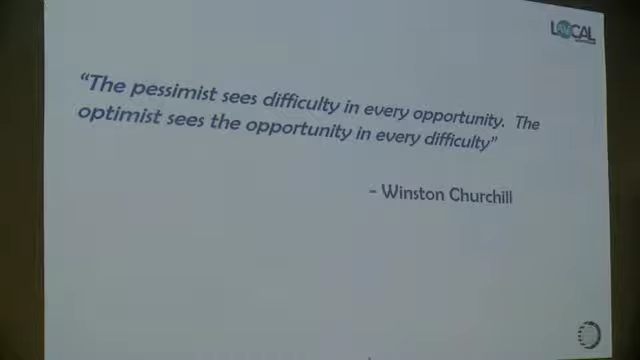 LOCAL
“The pessimist sees difficulty in every opportunity. The
optimist sees the opportunity in every difficulty”
- Winston Churchill